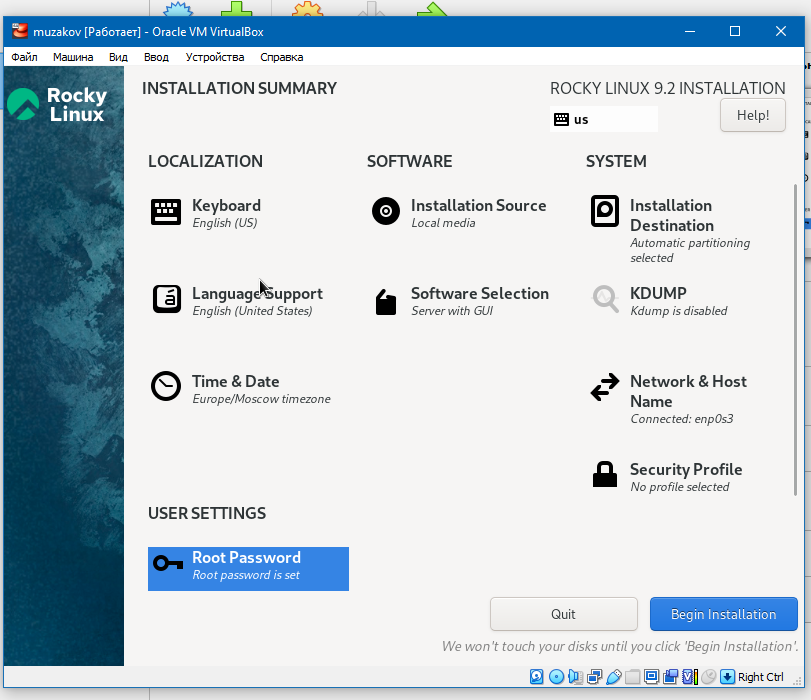 muzakov [Работает] - Oracle VM VirtualBox
Файл Машина Вид Ввод Устройства Справка
Rocky
Linux
INSTALLATION SUMMARY
ROCKY LINUX 9.2 INSTALLATION
us
Help!
LOCALIZATION
SOFTWARE
SYSTEM
Keyboard
English (US)
Installation Source
Local media
Installation
Destination
Automatic partitioning
selected
Language Support
English (United States)
Software Selection
Server with GUI
KDUMP
Kdump is disabled
Time & Date
Europe/Moscow timezone
Network & Host
Name
Connected: enp0s3
Security Profile
No profile selected
USER SETTINGS
Root Password
Root password is set
Quit
Begin Installation
We won't touch your disks until you click 'Begin Installation'.
Right Ctrl